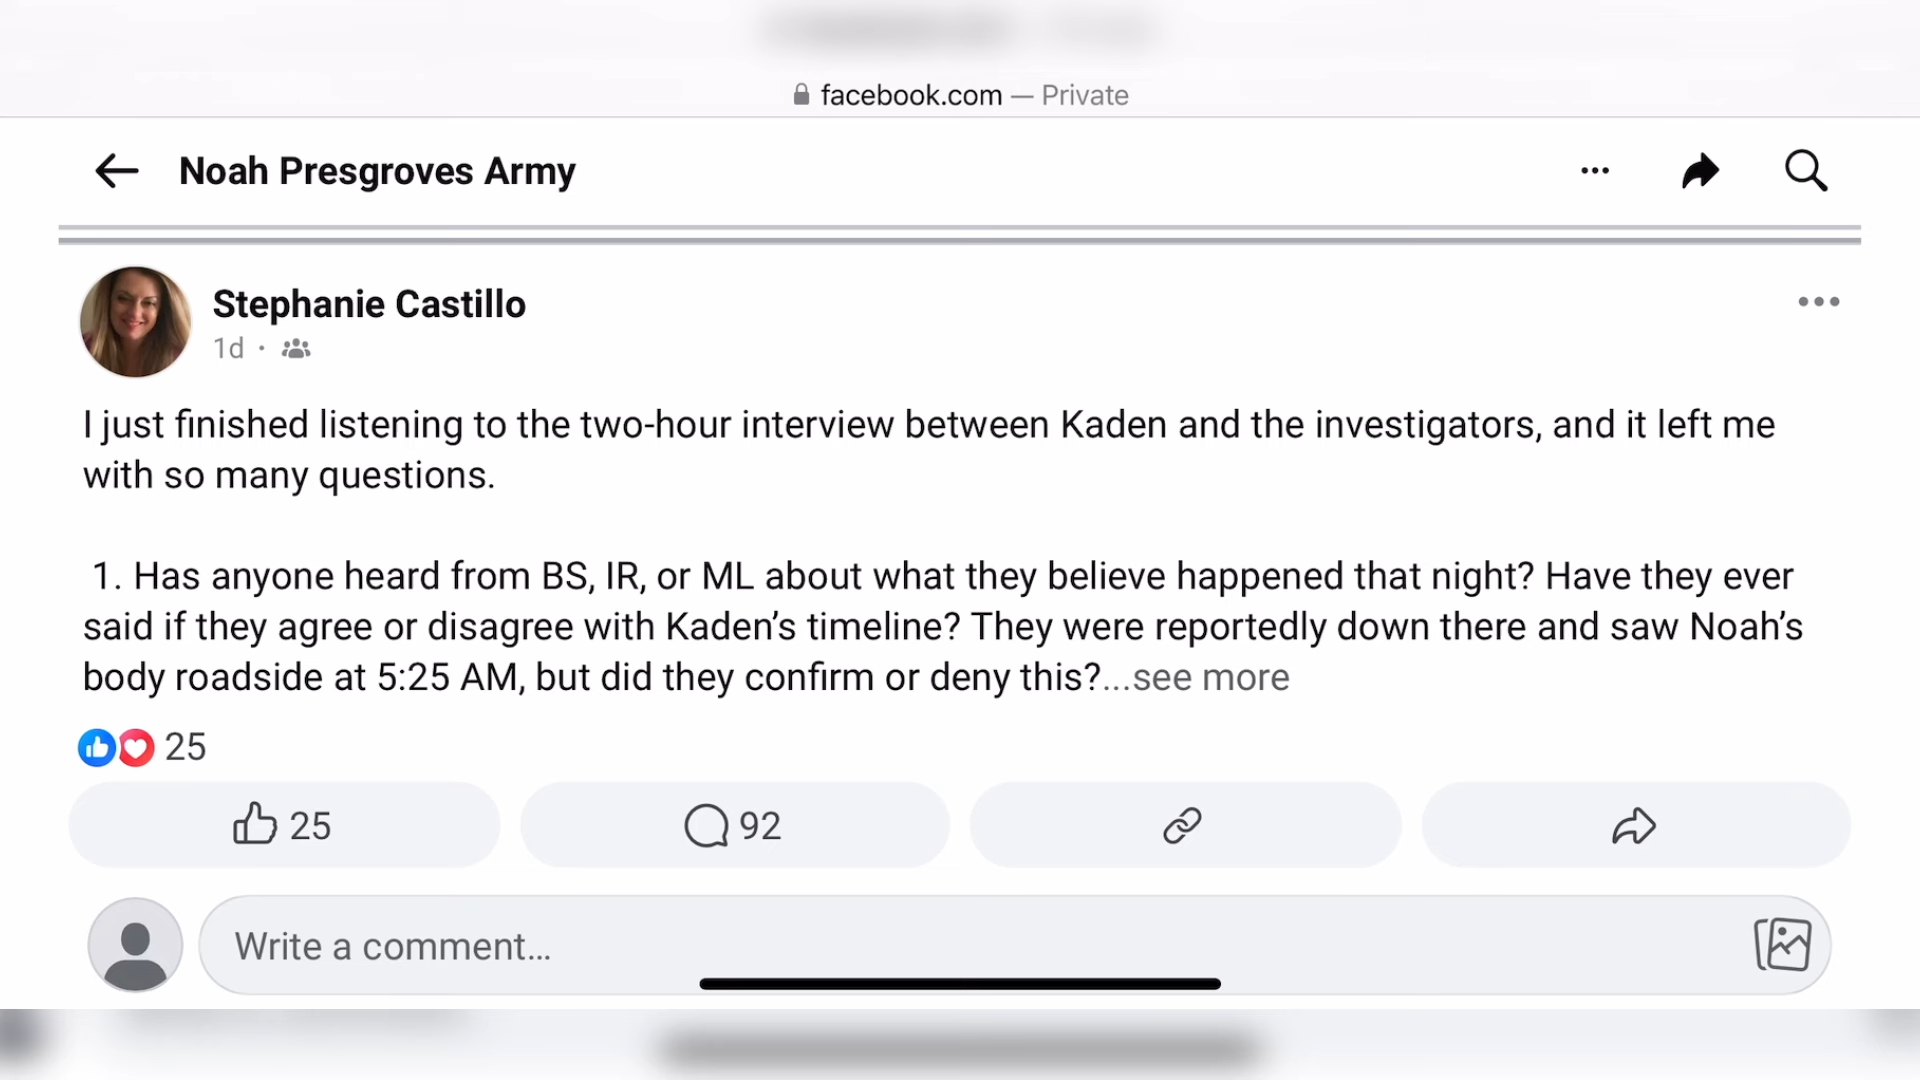 facebook.com — Private
Noah Presgroves Army
Stephanie Castillo
1d ·
I just finished listening to the two-hour interview between Kaden and the investigators, and it left me
with so many questions.
1. Has anyone heard from BS, IR, or ML about what they believe happened that night? Have they ever
said if they agree or disagree with Kaden’s timeline? They were reportedly down there and saw Noah’s
body roadside at 5:25 AM, but did they confirm or deny this?...see more
25
25 92
Write a comment...